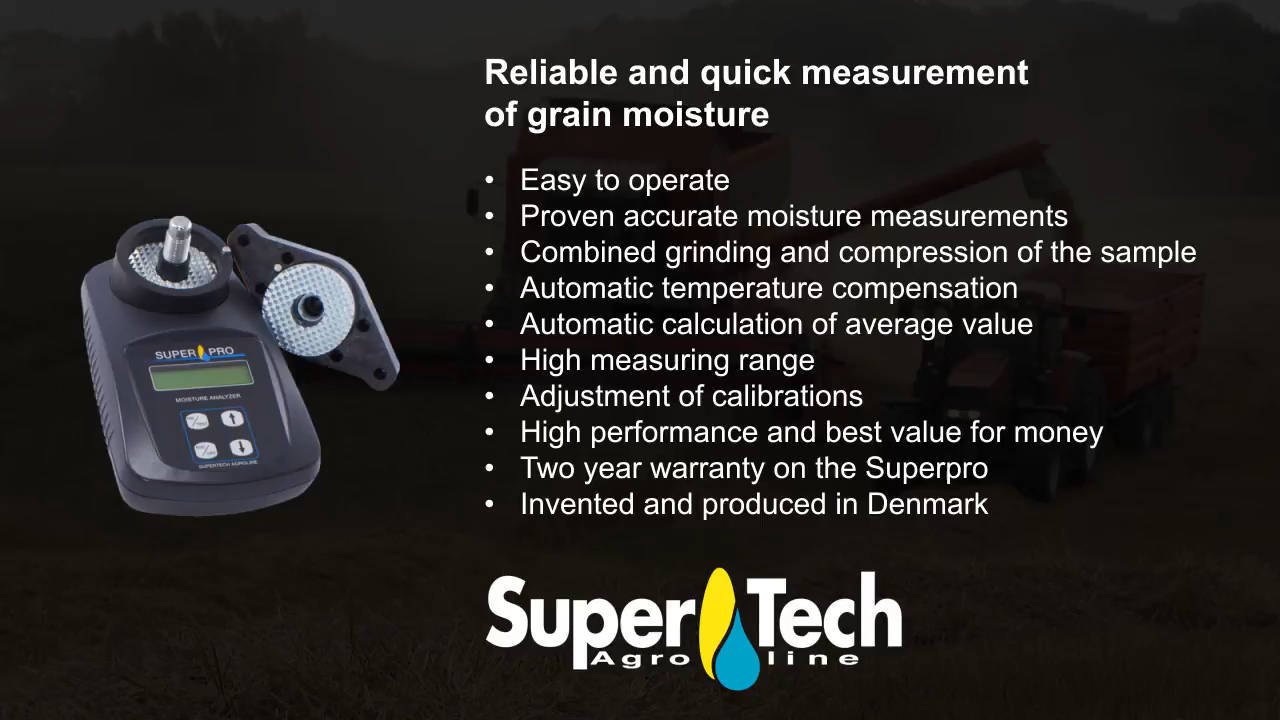 Reliable and quick measurement
of grain moisture
• Easy to operate
• Proven accurate moisture measurements
• Combined grinding and compression of the sample
• Automatic temperature compensation
• Automatic calculation of average value
• High measuring range
• Adjustment of calibrations
• High performance and best value for money
• Two year warranty on the Superpro
• Invented and produced in Denmark
SUPER PRO
MOISTURE ANALYZER
SUPERTECH AGROLINE
SuperTech
Agroline